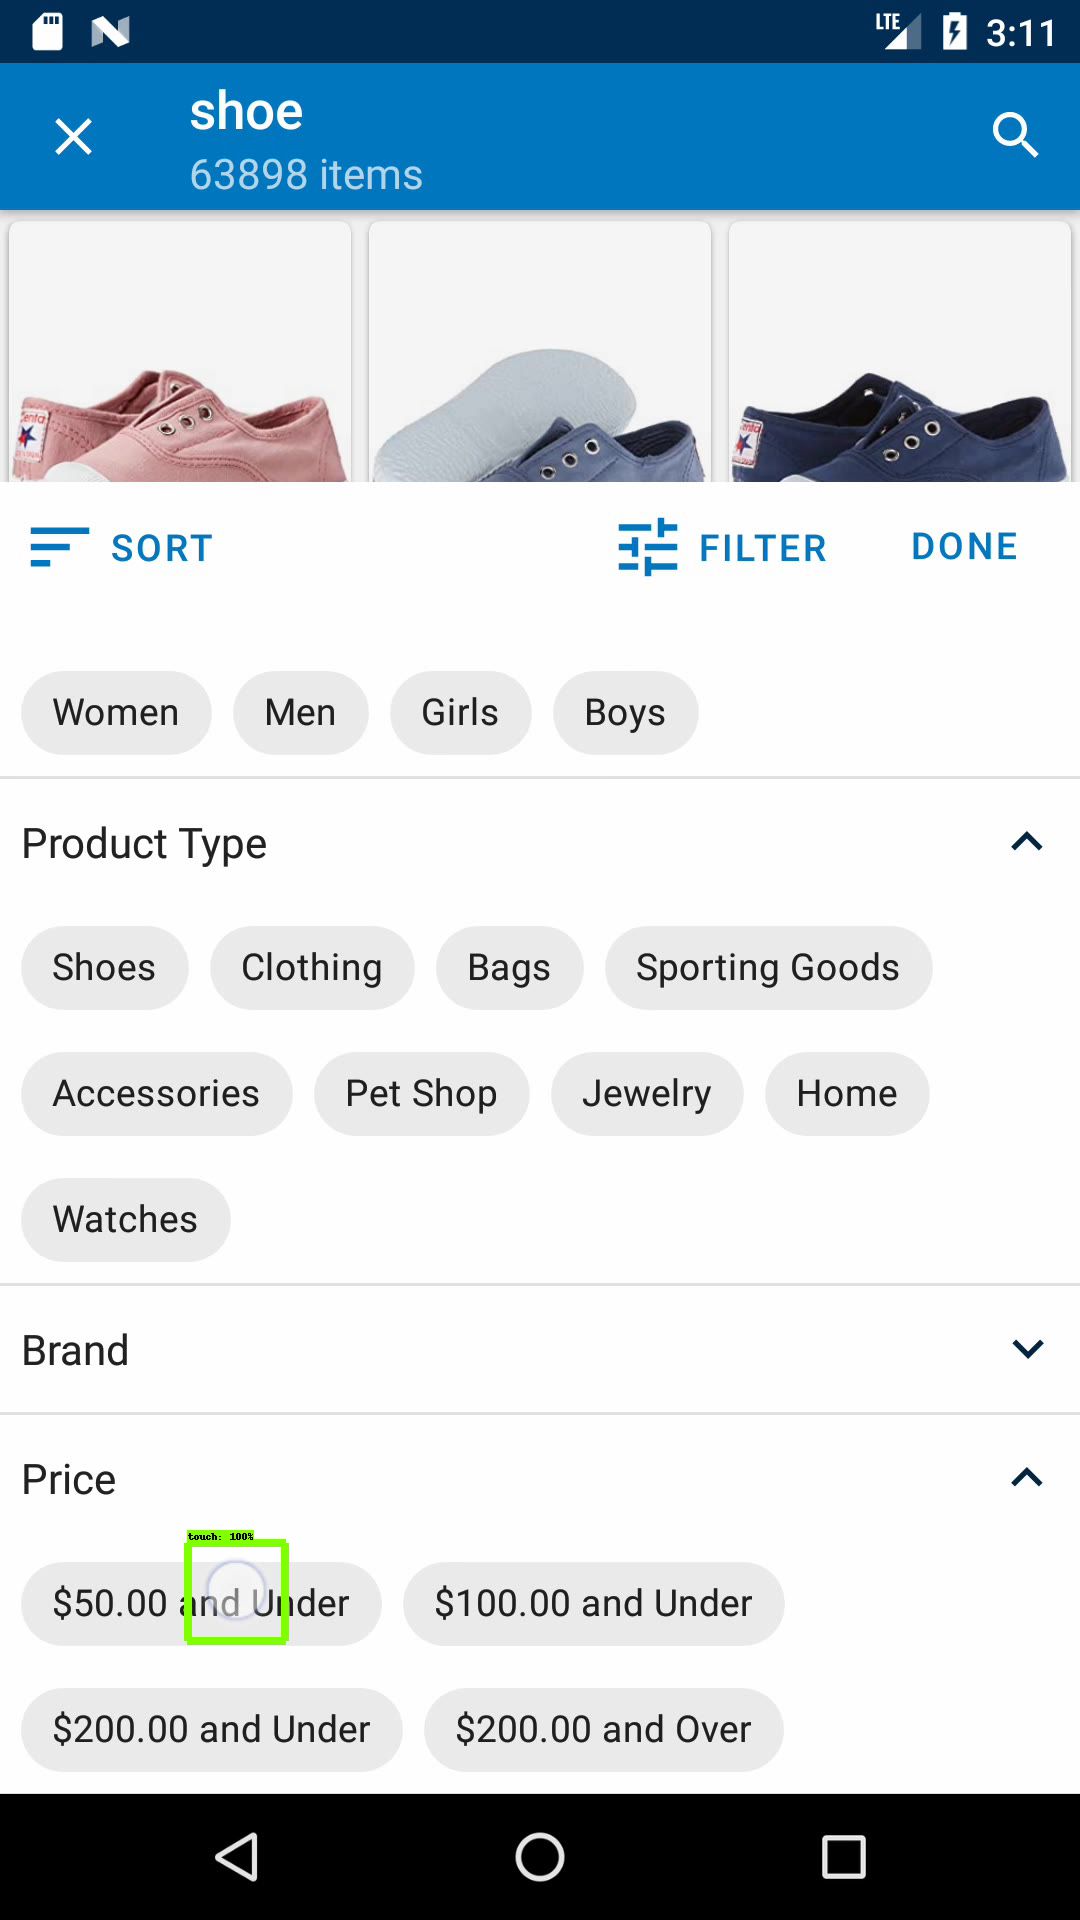 LTE 3:11
shoe
63898 items
SORT FILTER DONE
Women Men Girls Boys
Product Type
Shoes Clothing Bags Sporting Goods
Accessories Pet Shop Jewelry Home
Watches
Brand
Price
touch: 100%
$50.00 and Under $100.00 and Under
$200.00 and Under $200.00 and Over